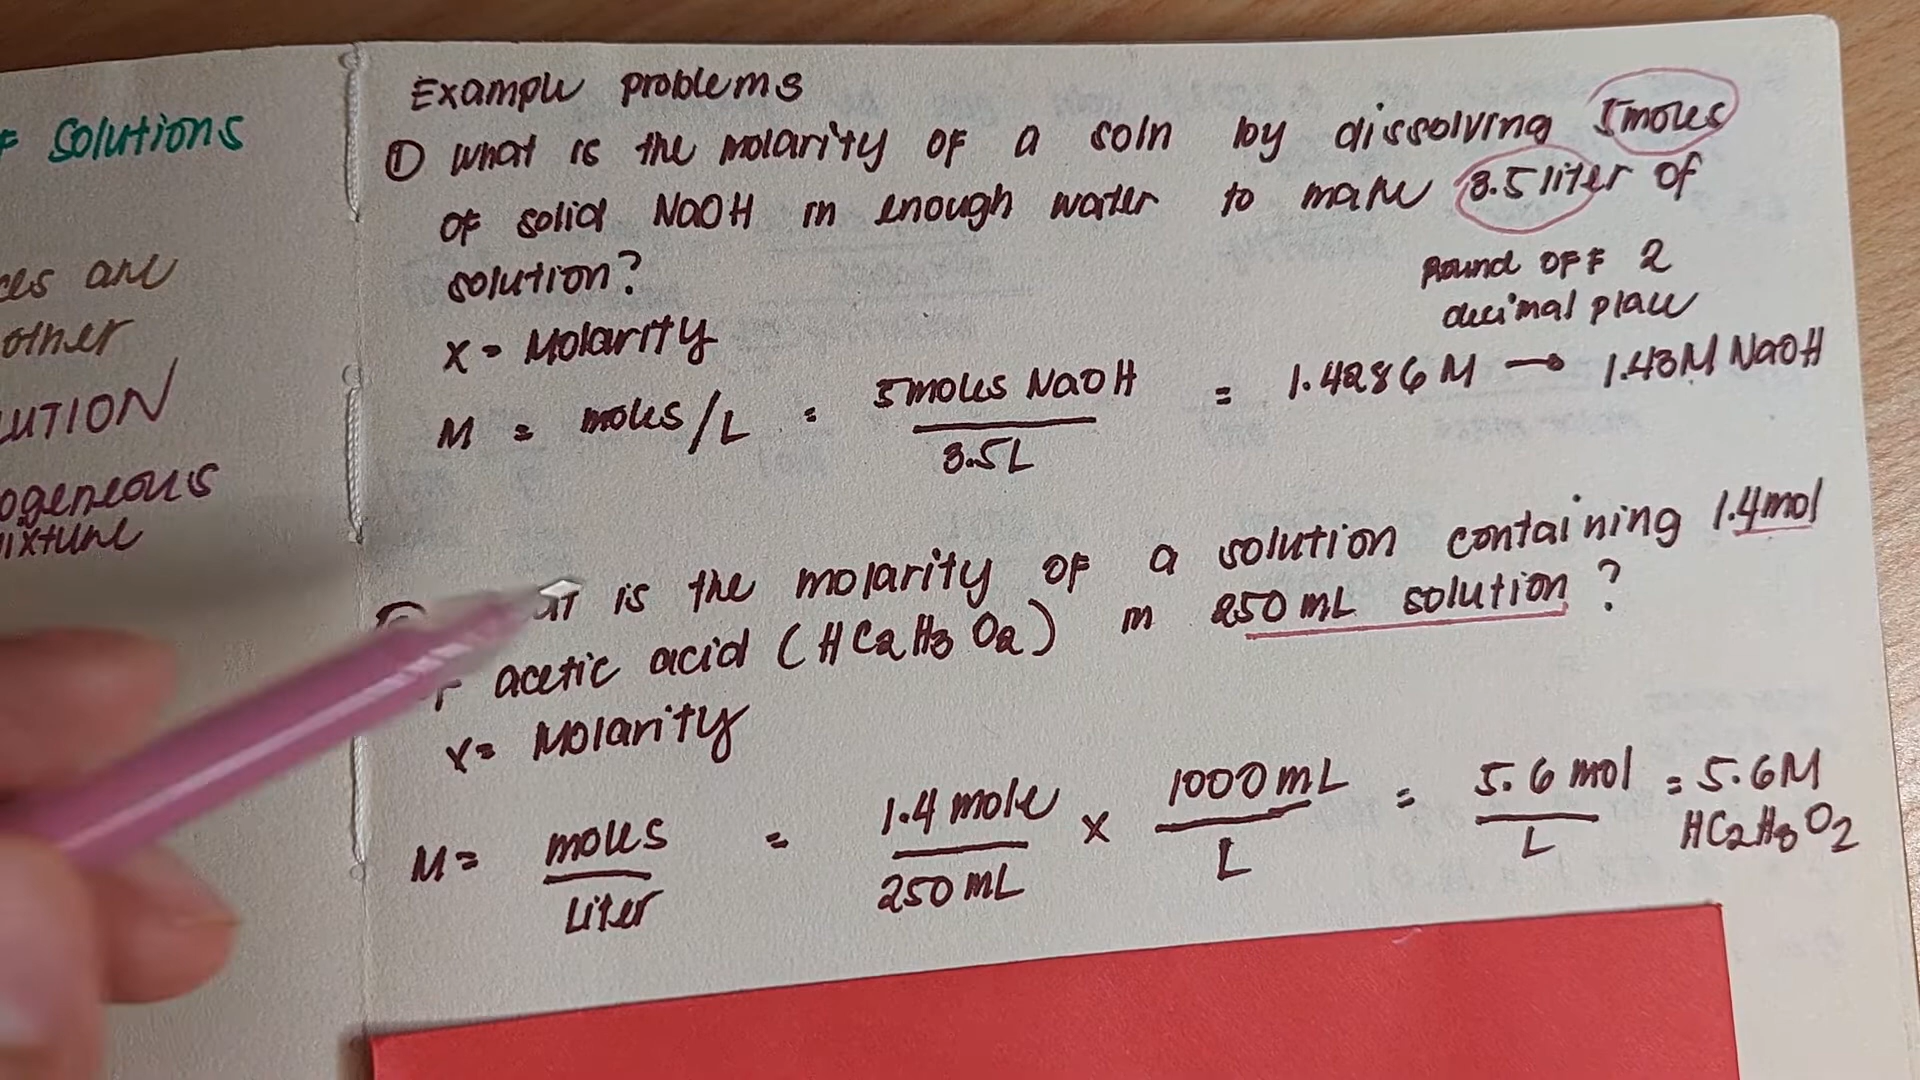 F Solutions
ces are
other
LUTION
ogeneous
ixture
Example problems
① What is the molarity of a soln by dissolving 5moles
of solid NaOH in enough water to make 3.5 liter of
solution?
Round off 2
decimal place
X = Molarity
M = moles/L = 5moles NaOH / 3.5L = 1.4286 M → 1.43M NaOH
is the molarity of a solution containing 1.4mol
acetic acid (HC2H3O2) in 250 mL solution?
X = Molarity
M = moles / Liter = 1.4 mole / 250 mL x 1000 mL / L = 5.6 mol / L = 5.6M
HC2H3O2